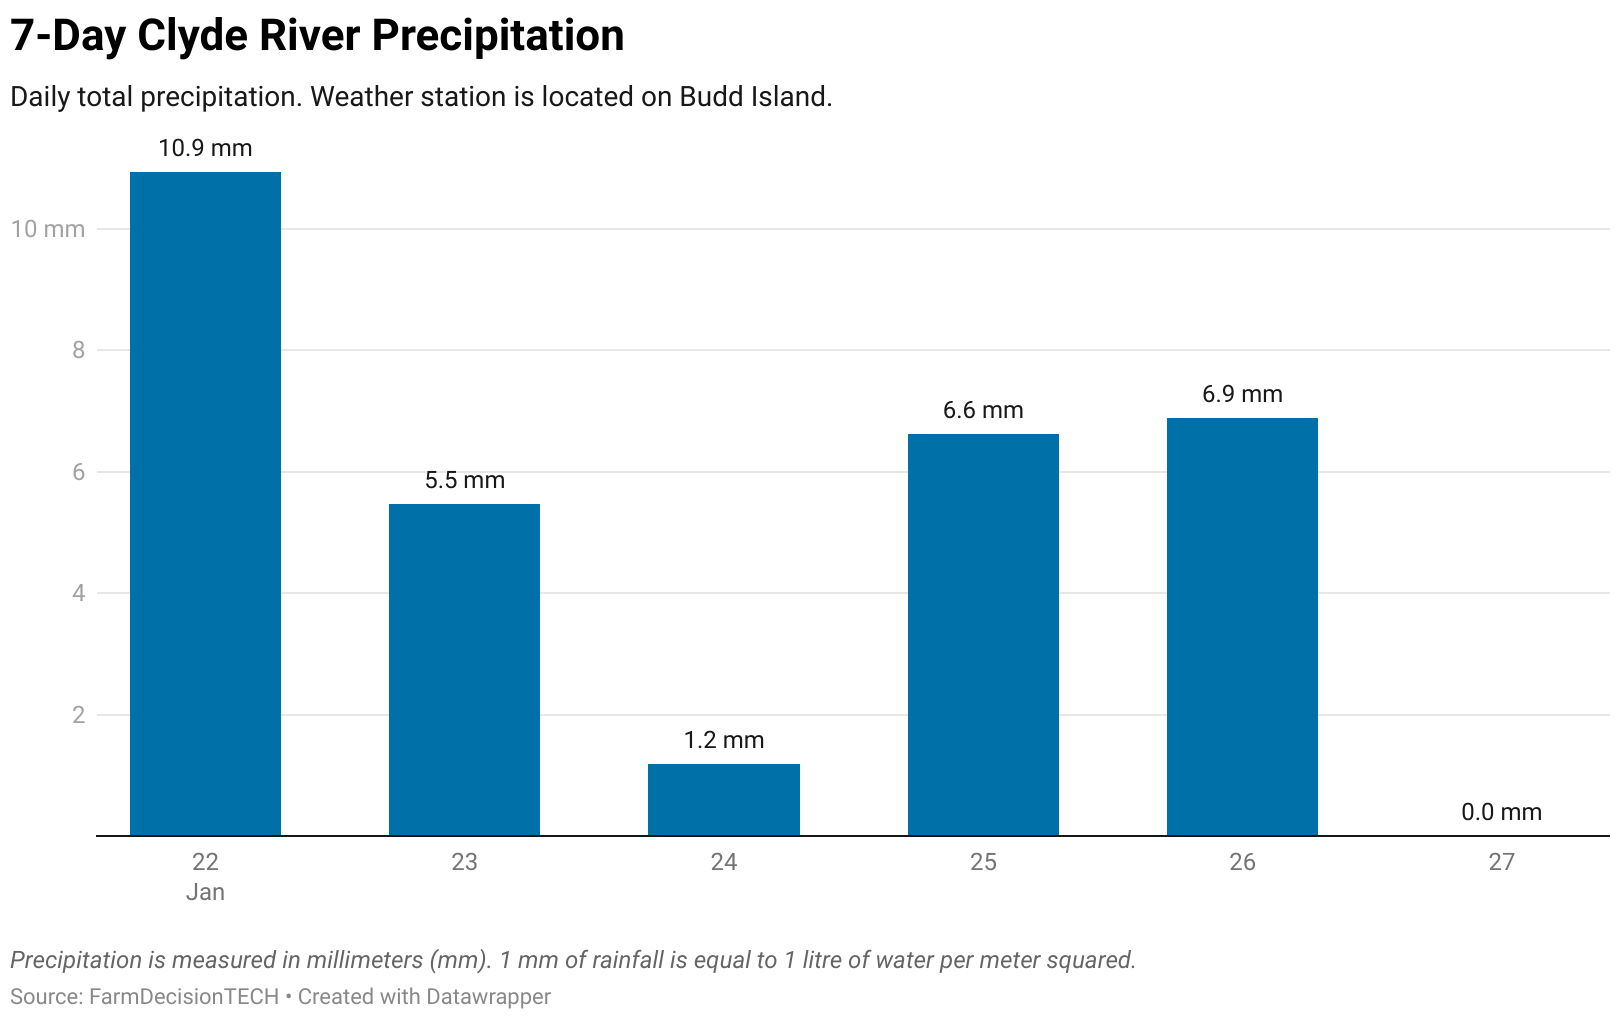 7-Day Clyde River Precipitation
Daily total precipitation. Weather station is located on Budd Island.
10.9 mm
10 mm
8
6.9 mm
6.6 mm
6
5.5 mm
4
2
1.2 mm
0.0 mm
22 23 24 25 26 27
Jan
Precipitation is measured in millimeters (mm). 1 mm of rainfall is equal to 1 litre of water per meter squared.
Source: FarmDecisionTECH • Created with Datawrapper